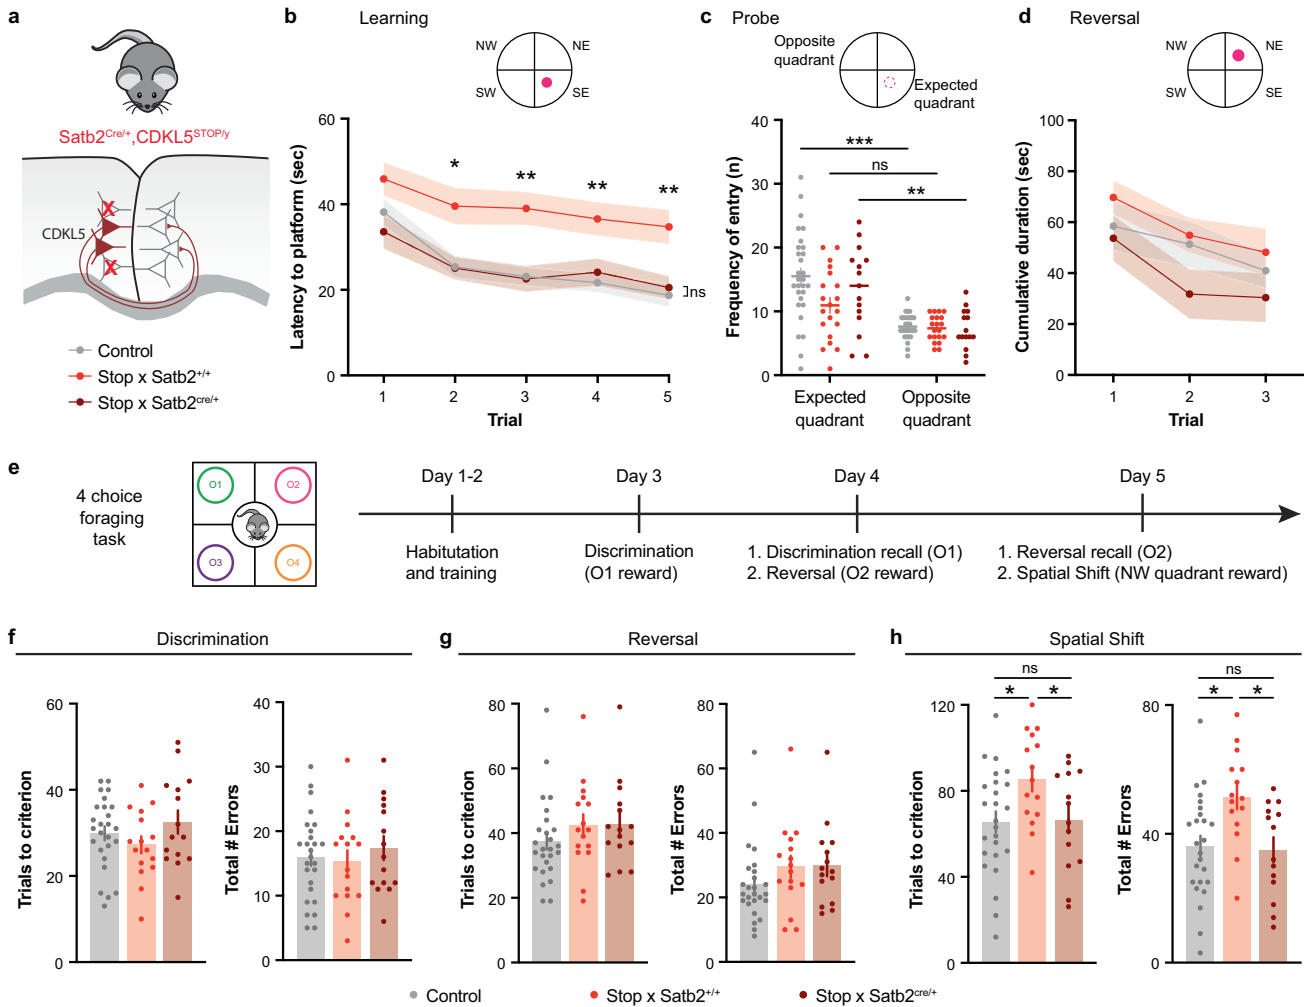 a
Satb2Cre/+,CDKL5STOP/y
CDKL5
X
X
Control
Stop x Satb2+/+
Stop x Satb2cre/+
b Learning
NW NE
SW SE
Latency to platform (sec)
60
40
20
0
* ** ** **
ns
1 2 3 4 5
Trial
c Probe
Opposite
quadrant
Expected
quadrant
Frequency of entry (n)
40
30
20
10
0
***
ns
**
Expected
quadrant
Opposite
quadrant
d Reversal
NW NE
SW SE
Cumulative duration (sec)
100
80
60
40
20
0
1 2 3
Trial
e
4 choice
foraging
task
O1 O2
O3 O4
Day 1-2 Day 3 Day 4 Day 5
Habitutation
and training
Discrimination
(O1 reward)
1. Discrimination recall (O1)
2. Reversal (O2 reward)
1. Reversal recall (O2)
2. Spatial Shift (NW quadrant reward)
f Discrimination
Trials to criterion
60
40
20
0
Total # Errors
40
30
20
10
0
g Reversal
Trials to criterion
80
60
40
20
0
Total # Errors
80
60
40
20
0
h Spatial Shift
ns
* *
Trials to criterion
120
80
40
0
ns
* *
Total # Errors
80
40
0
Control Stop x Satb2+/+ Stop x Satb2cre/+